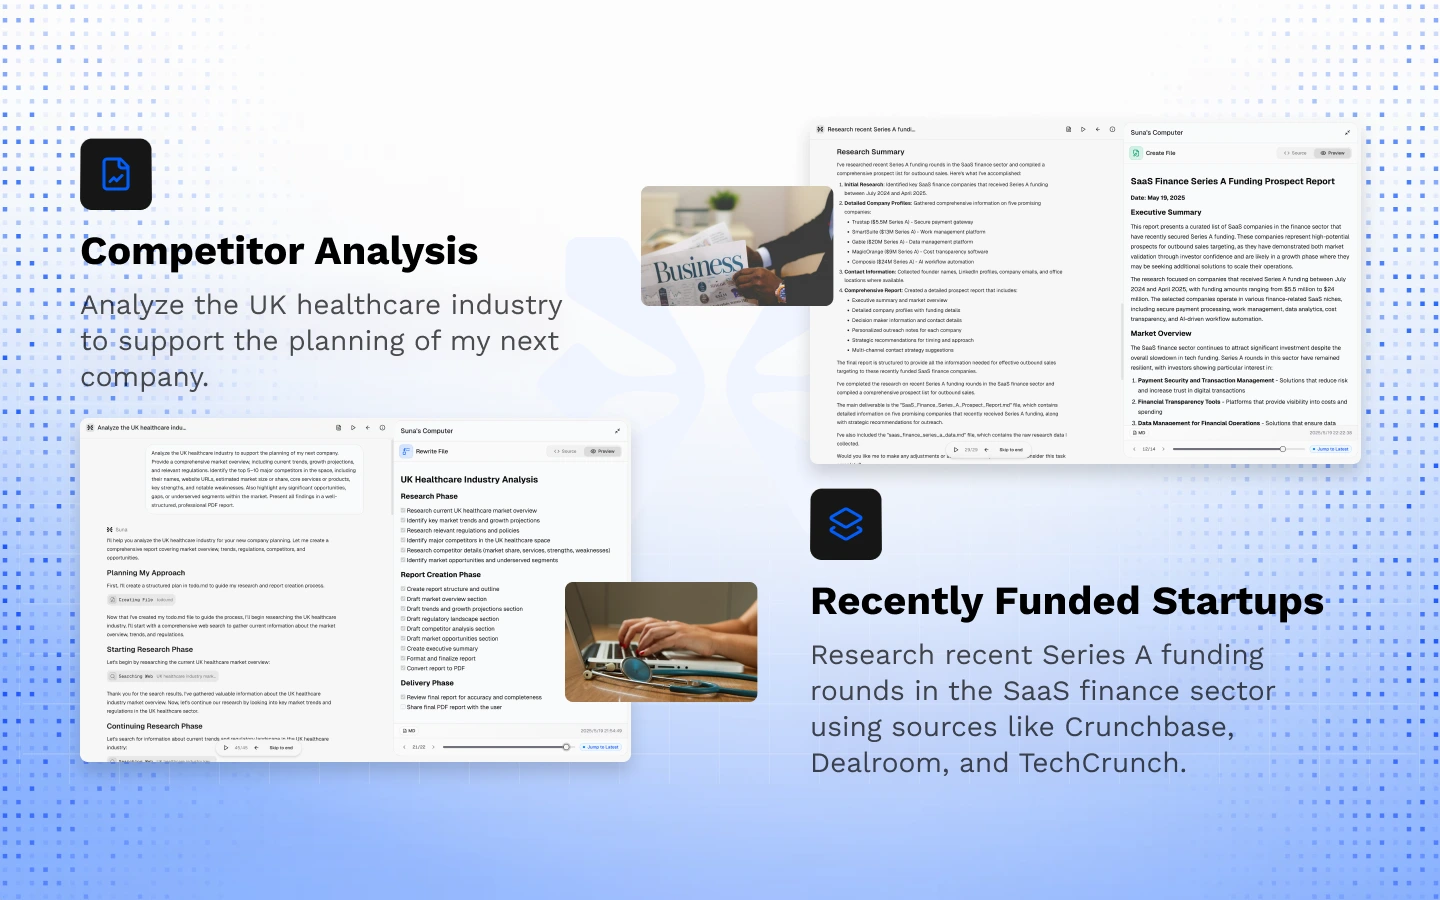 Competitor Analysis
Analyze the UK healthcare industry
to support the planning of my next
company.
Analyze the UK healthcare indu...
Analyze the UK healthcare industry to support the planning of my next company.
Provide a comprehensive market overview, including current trends, growth projections,
and relevant regulations. Identify the top 5–10 major competitors in the space, including
their names, website URLs, estimated market size or share, core services or products,
key strengths, and notable weaknesses. Also highlight any significant opportunities,
gaps, or underserved segments within the market. Present all findings in a well-
structured, professional PDF report.
Suna
I'll help you analyze the UK healthcare industry for your new company planning. Let me create a
comprehensive report covering market overview, trends, regulations, competitors, and
opportunities.
Planning My Approach
First, I'll create a structured plan in todo.md to guide my research and report creation process.
Creating File
Now that I've created my todo.md file to guide the process, I'll begin researching the UK healthcare
industry. I'll start with a comprehensive web search to gather current information about the market
overview, trends, and regulations.
Starting Research Phase
Let's begin by researching the current UK healthcare market overview:
Searching Web UK healthcare industry mark...
Thank you for the search results. I've gathered valuable information about the UK healthcare
industry market overview. Now, let's continue our research by looking into key market trends and
regulations in the UK healthcare sector.
Continuing Research Phase
Let's search for information about current trends and regulatory landscape in the UK healthcare
industry:
Skip to end
Suna's Computer
Rewrite File
Source
Preview
UK Healthcare Industry Analysis
Research Phase
Research current UK healthcare market overview
Identify key market trends and growth projections
Research relevant regulations and policies
Identify major competitors in the UK healthcare space
Research competitor details (market share, services, strengths, weaknesses)
Identify market opportunities and underserved segments
Report Creation Phase
Create report structure and outline
Draft market overview section
Draft trends and growth projections section
Draft regulatory landscape section
Draft competitor analysis section
Draft market opportunities section
Create executive summary
Format and finalize report
Convert report to PDF
Delivery Phase
Review final report for accuracy and completeness
Share final PDF report with the user
MD
21/22
Jump to Latest
Business
Research recent Series A fundi...
Research Summary
I've researched recent Series A funding rounds in the SaaS finance sector and compiled a
comprehensive prospect list for outbound sales. Here's what I've accomplished:
1. Initial Research: Identified key SaaS finance companies that received Series A funding
between July 2024 and April 2025.
2. Detailed Company Profiles: Gathered comprehensive information on five promising
companies:
• Trustap ($5.5M Series A) - Secure payment gateway
• SmartSuite ($13M Series A) - Work management platform
• Gable ($20M Series A) - Data management platform
• MagicOrange ($9M Series A) - Cost transparency software
• Composio ($24M Series A) - AI workflow automation
3. Contact Information: Collected founder names, LinkedIn profiles, company emails, and office
locations where available.
4. Comprehensive Report: Created a detailed prospect report that includes:
• Executive summary and market overview
• Detailed company profiles with funding details
• Decision maker information and contact details
• Personalized outreach notes for each company
• Strategic recommendations for timing and approach
• Multi-channel contact strategy suggestions
The final report is structured to provide all the information needed for effective outbound sales
targeting to these recently funded SaaS finance companies.
I've completed the research on recent Series A funding rounds in the SaaS finance sector and
compiled a comprehensive prospect list for outbound sales.
The main deliverable is the "SaaS_Finance_Series_A_Prospect_Report.md" file, which contains
detailed information on five promising companies that recently received Series A funding, along
with strategic recommendations for outreach.
I've also included the "saas_finance_series_a_data.md" file, which contains the raw research data I
collected.
Would you like me to make any adjustments or
Skip to end
Suna's Computer
Create File
Source
Preview
SaaS Finance Series A Funding Prospect Report
Date: May 19, 2025
Executive Summary
This report presents a curated list of SaaS companies in the finance sector that
have recently secured Series A funding. These companies represent high-potential
prospects for outbound sales targeting, as they have demonstrated both market
validation through investor confidence and are likely in a growth phase where they
may be seeking additional solutions to scale their operations.
The research focused on companies that received Series A funding between July
2024 and April 2025, with funding amounts ranging from $5.5 million to $24
million. The selected companies operate in various finance-related SaaS niches,
including secure payment processing, work management, data analytics, cost
transparency, and AI-driven workflow automation.
Market Overview
The SaaS finance sector continues to attract significant investment despite the
overall slowdown in tech funding. Series A rounds in this sector have remained
resilient, with investors showing particular interest in:
1. Payment Security and Transaction Management - Solutions that reduce risk
and increase trust in digital transactions
2. Financial Transparency Tools - Platforms that provide visibility into costs and
spending
3. Data Management for Financial Operations - Solutions that ensure data
MD
12/14
Jump to Latest
Recently Funded Startups
Research recent Series A funding
rounds in the SaaS finance sector
using sources like Crunchbase,
Dealroom, and TechCrunch.